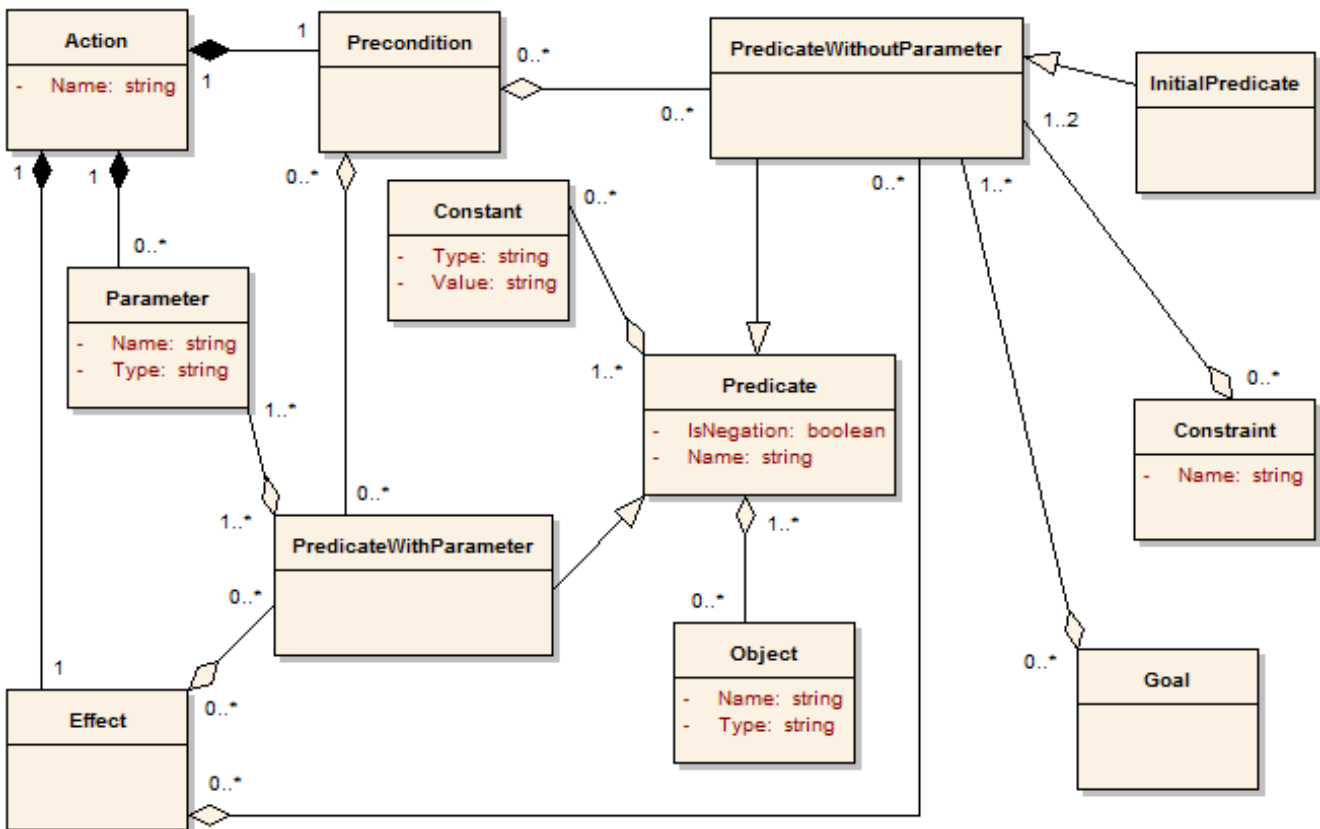 Action
- Name: string
1
1
Precondition
0..*
0..*
PredicateWithoutParameter
InitialPredicate
1..2
1
1
0..*
0..*
1..*
0..*
Constant
- Type: string
- Value: string
0..*
Parameter
- Name: string
- Type: string
1..*
Predicate
- IsNegation: boolean
- Name: string
0..*
Constraint
- Name: string
1..*
0..*
1..*
1..*
PredicateWithParameter
0..*
0..*
Object
- Name: string
- Type: string
0..*
Goal
1
0..*
Effect
0..*